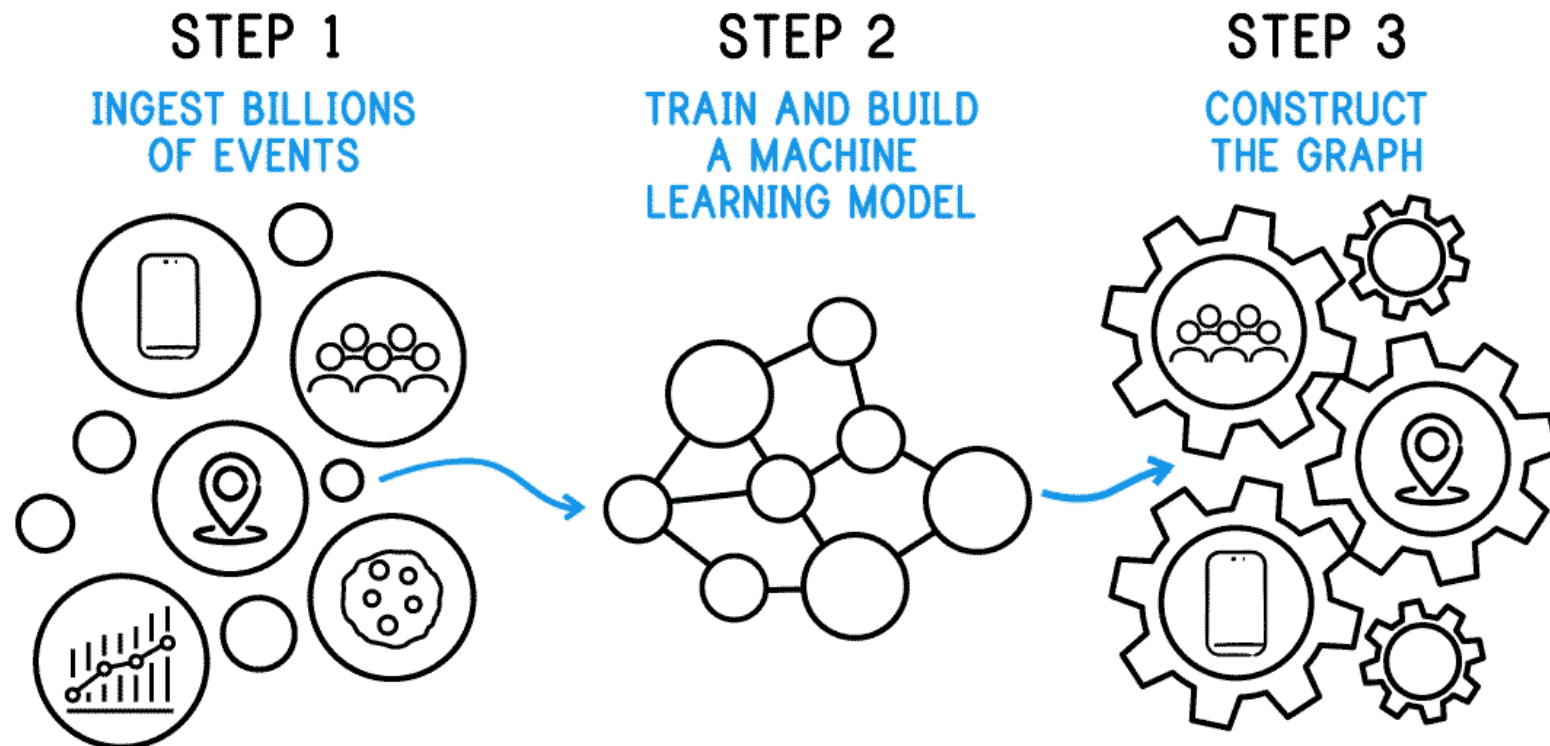 STEP 1
INGEST BILLIONS
OF EVENTS
STEP 2
TRAIN AND BUILD
A MACHINE
LEARNING MODEL
STEP 3
CONSTRUCT
THE GRAPH